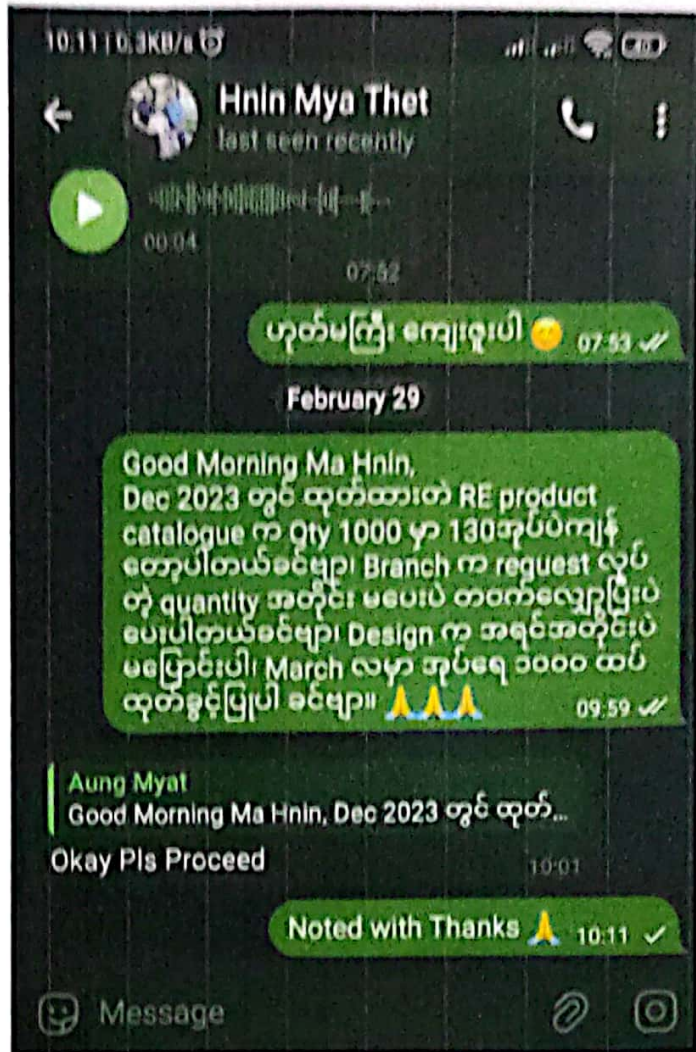 10:11 | 0.3KB/s
Hnin Mya Thet
last seen recently
00:04
07:52
ဟုတ်မကြီး ကျေးဇူးပါ 😊 07:53
February 29
Good Morning Ma Hnin,
Dec 2023 တွင် ထုတ်ထားတဲ RE product
catalogue က Qty 1000 မှာ 130အုပ်ပဲကျန်
တော့ပါတယ်ခင်ဗျာ၊ Branch က request လုပ်
တဲ့ quantity အတိုင်း မပေးပဲ တဝက်လျှော့ပြီးပဲ
ပေးပါတယ်ခင်ဗျာ၊ Design က အရင်အတိုင်းပဲ
မပြောင်းပါ၊ March လမှာ အုပ်ရေ ၁၀၀၀ ထပ်
ထုတ်ခွင့်ပြုပါ ခင်ဗျာ။ 🙏🙏🙏 09:59
Aung Myat
Good Morning Ma Hnin, Dec 2023 တွင် ထုတ်...
Okay Pls Proceed 10:01
Noted with Thanks 🙏 10:11
Message